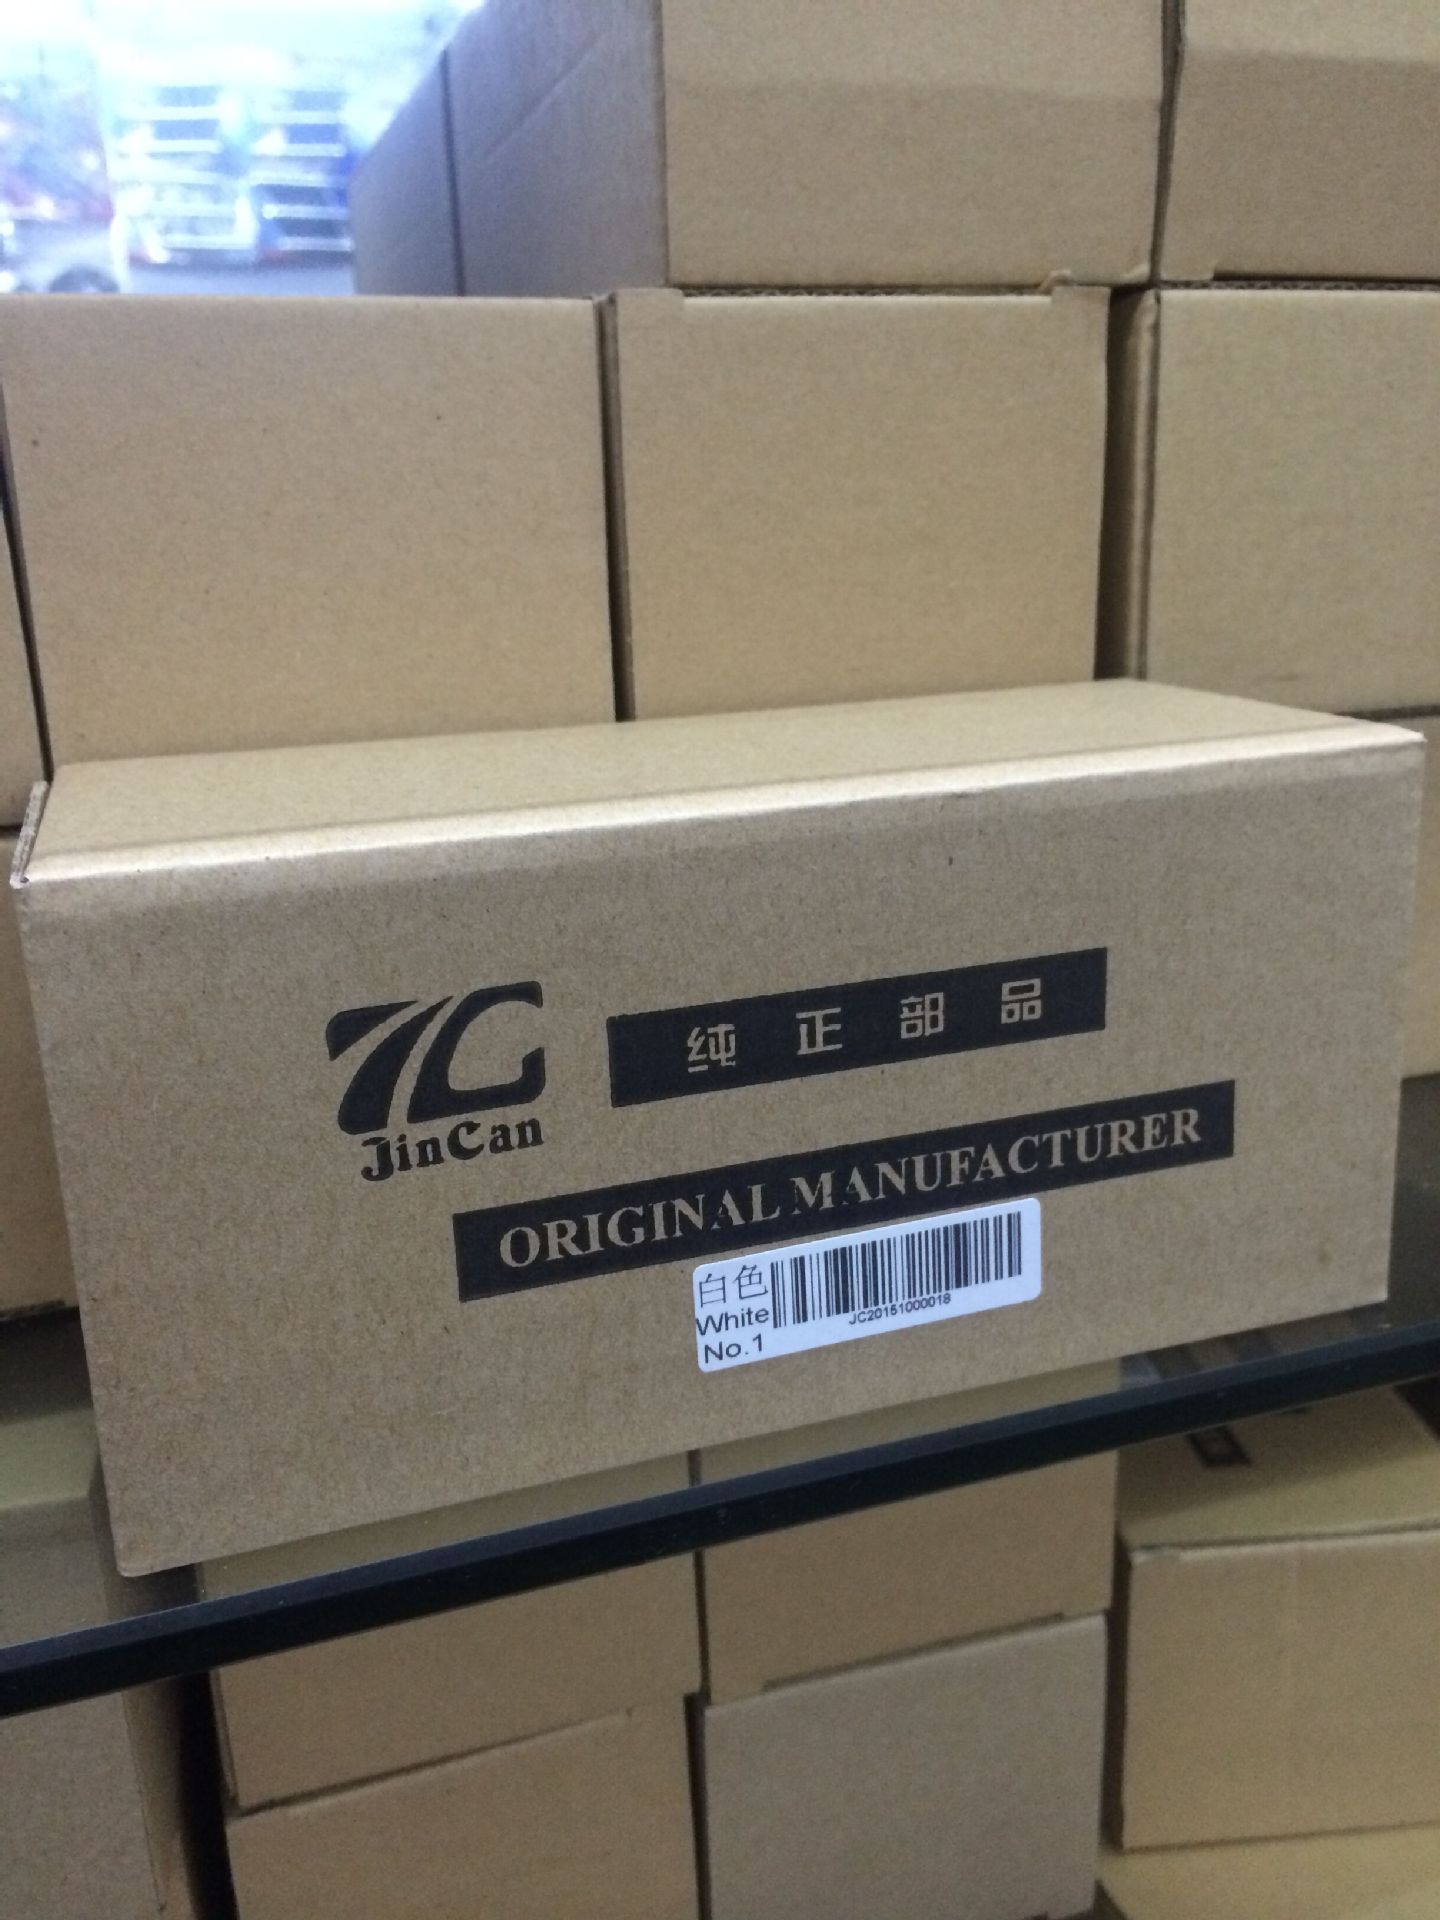 JC
JinCan
纯正部品
ORIGINAL MANUFACTURER
白色
White
No.1
JC20151000018